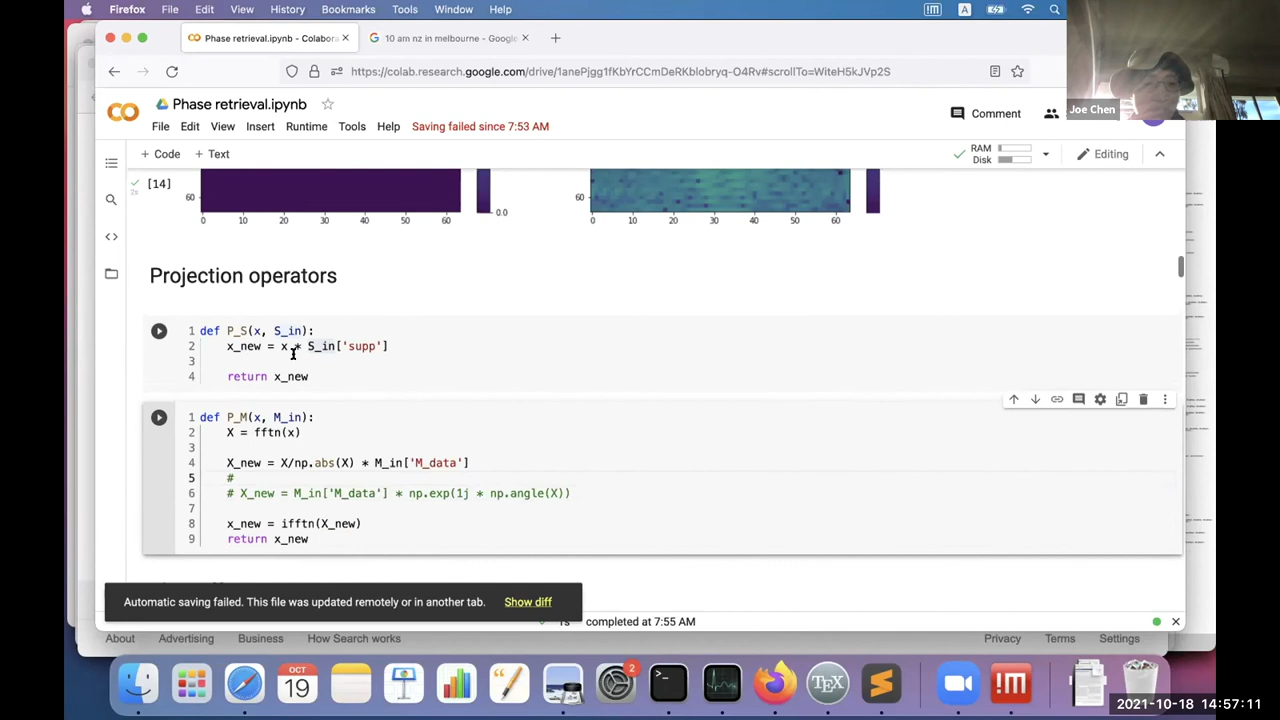 Firefox File Edit View History Bookmarks Tools Window Help
A
Phase retrieval.ipynb - Colabora
10 am nz in melbourne - Google
https://colab.research.google.com/drive/1anePjgg1fKbYrCCmDeRKblobryq-O4Rv#scrollTo=WiteH5kJVp2S
Joe Chen
Phase retrieval.ipynb
Comment
File Edit View Insert Runtime Tools Help Saving failed since 7:53 AM
+ Code + Text
RAM
Disk
Editing
[14]
2s
60
0 10 20 30 40 50 60
0.0
60
0 10 20 30 40 50 60
Projection operators
1 def P_S(x, S_in):
2 x_new = x * S_in['supp']
3
4 return x_new
1 def P_M(x, M_in):
2 X = fftn(x)
3
4 X_new = X/np.abs(X) * M_in['M_data']
5 #
6 # X_new = M_in['M_data'] * np.exp(1j * np.angle(X))
7
8 x_new = ifftn(X_new)
9 return x_new
Automatic saving failed. This file was updated remotely or in another tab. Show diff
1s completed at 7:55 AM
About Advertising Business How Search works Privacy Terms Settings
OCT
19
2
TEX
!M
2021-10-18 14:57:11